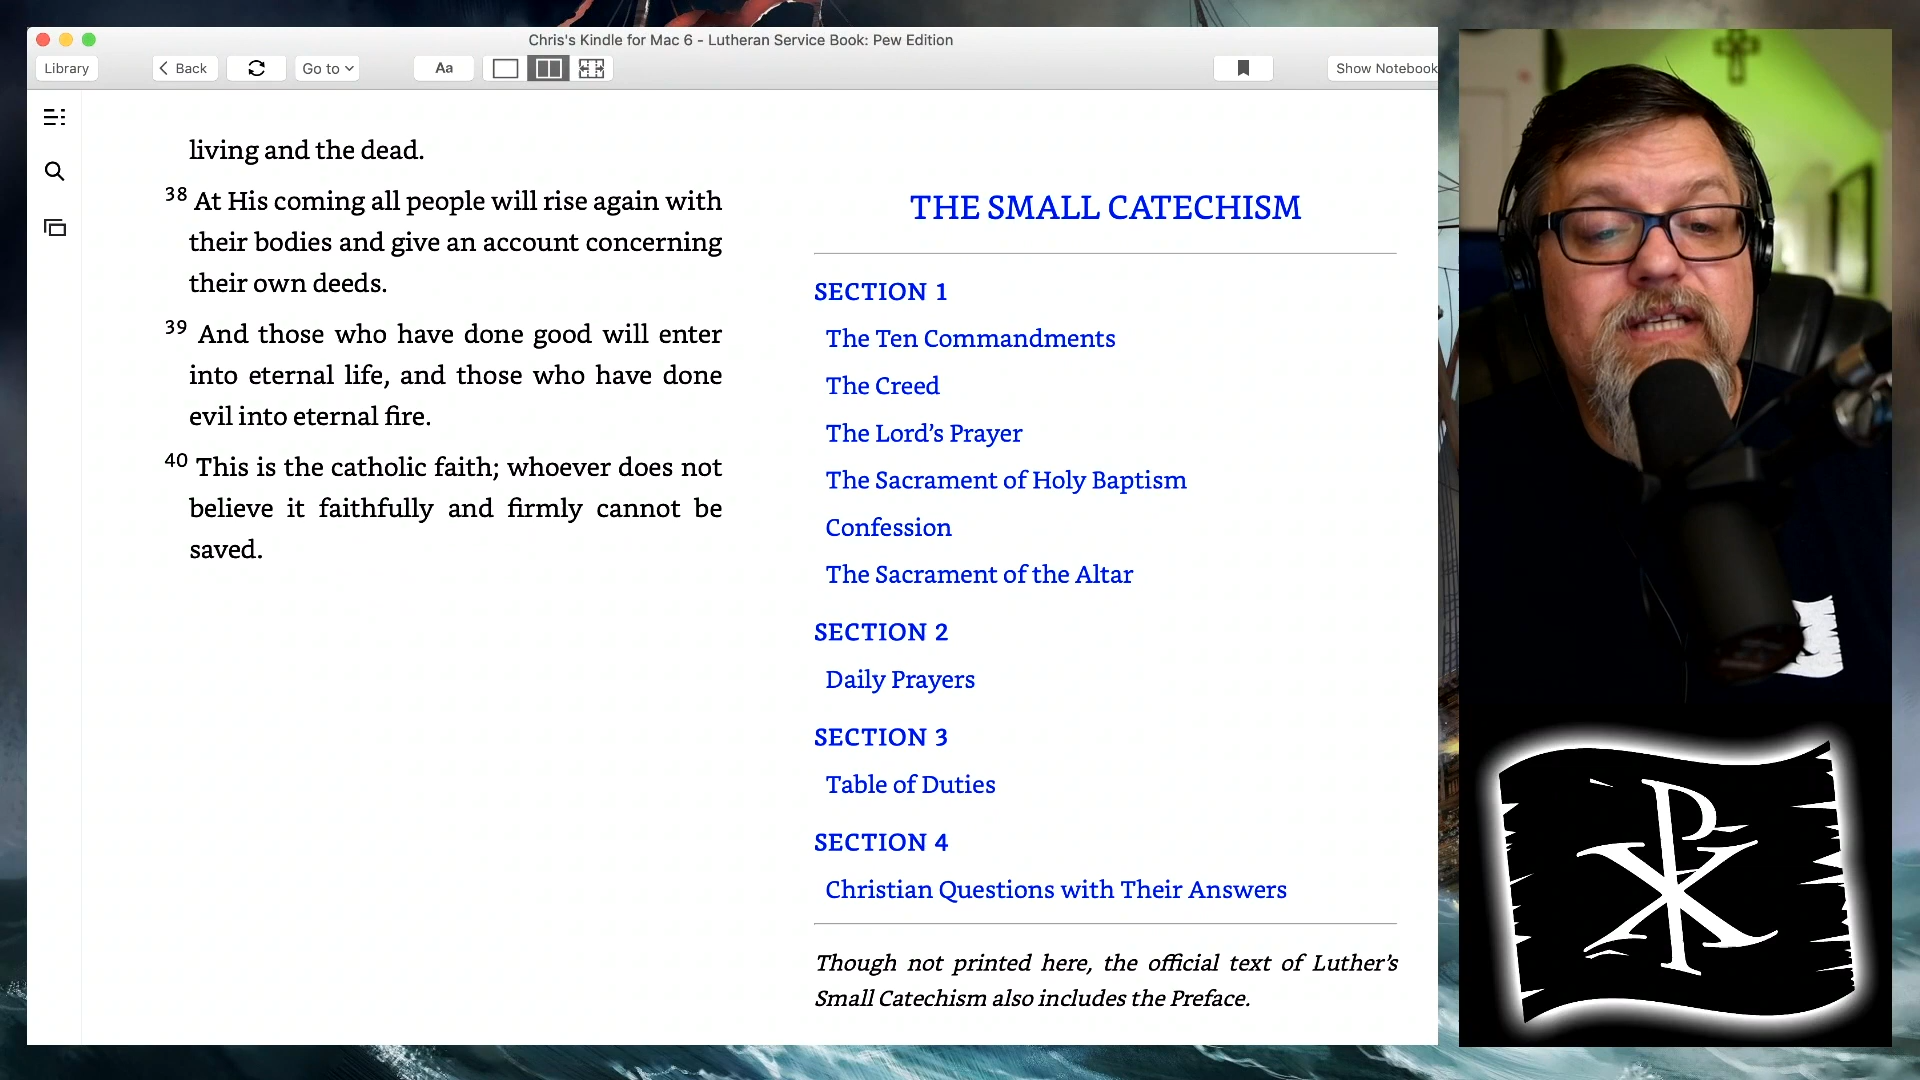 Chris's Kindle for Mac 6 - Lutheran Service Book: Pew Edition
Library
Back
Go to
Aa
Show Notebook
living and the dead.
38 At His coming all people will rise again with
their bodies and give an account concerning
their own deeds.
39 And those who have done good will enter
into eternal life, and those who have done
evil into eternal fire.
40 This is the catholic faith; whoever does not
believe it faithfully and firmly cannot be
saved.
THE SMALL CATECHISM
SECTION 1
The Ten Commandments
The Creed
The Lord’s Prayer
The Sacrament of Holy Baptism
Confession
The Sacrament of the Altar
SECTION 2
Daily Prayers
SECTION 3
Table of Duties
SECTION 4
Christian Questions with Their Answers
Though not printed here, the official text of Luther’s
Small Catechism also includes the Preface.